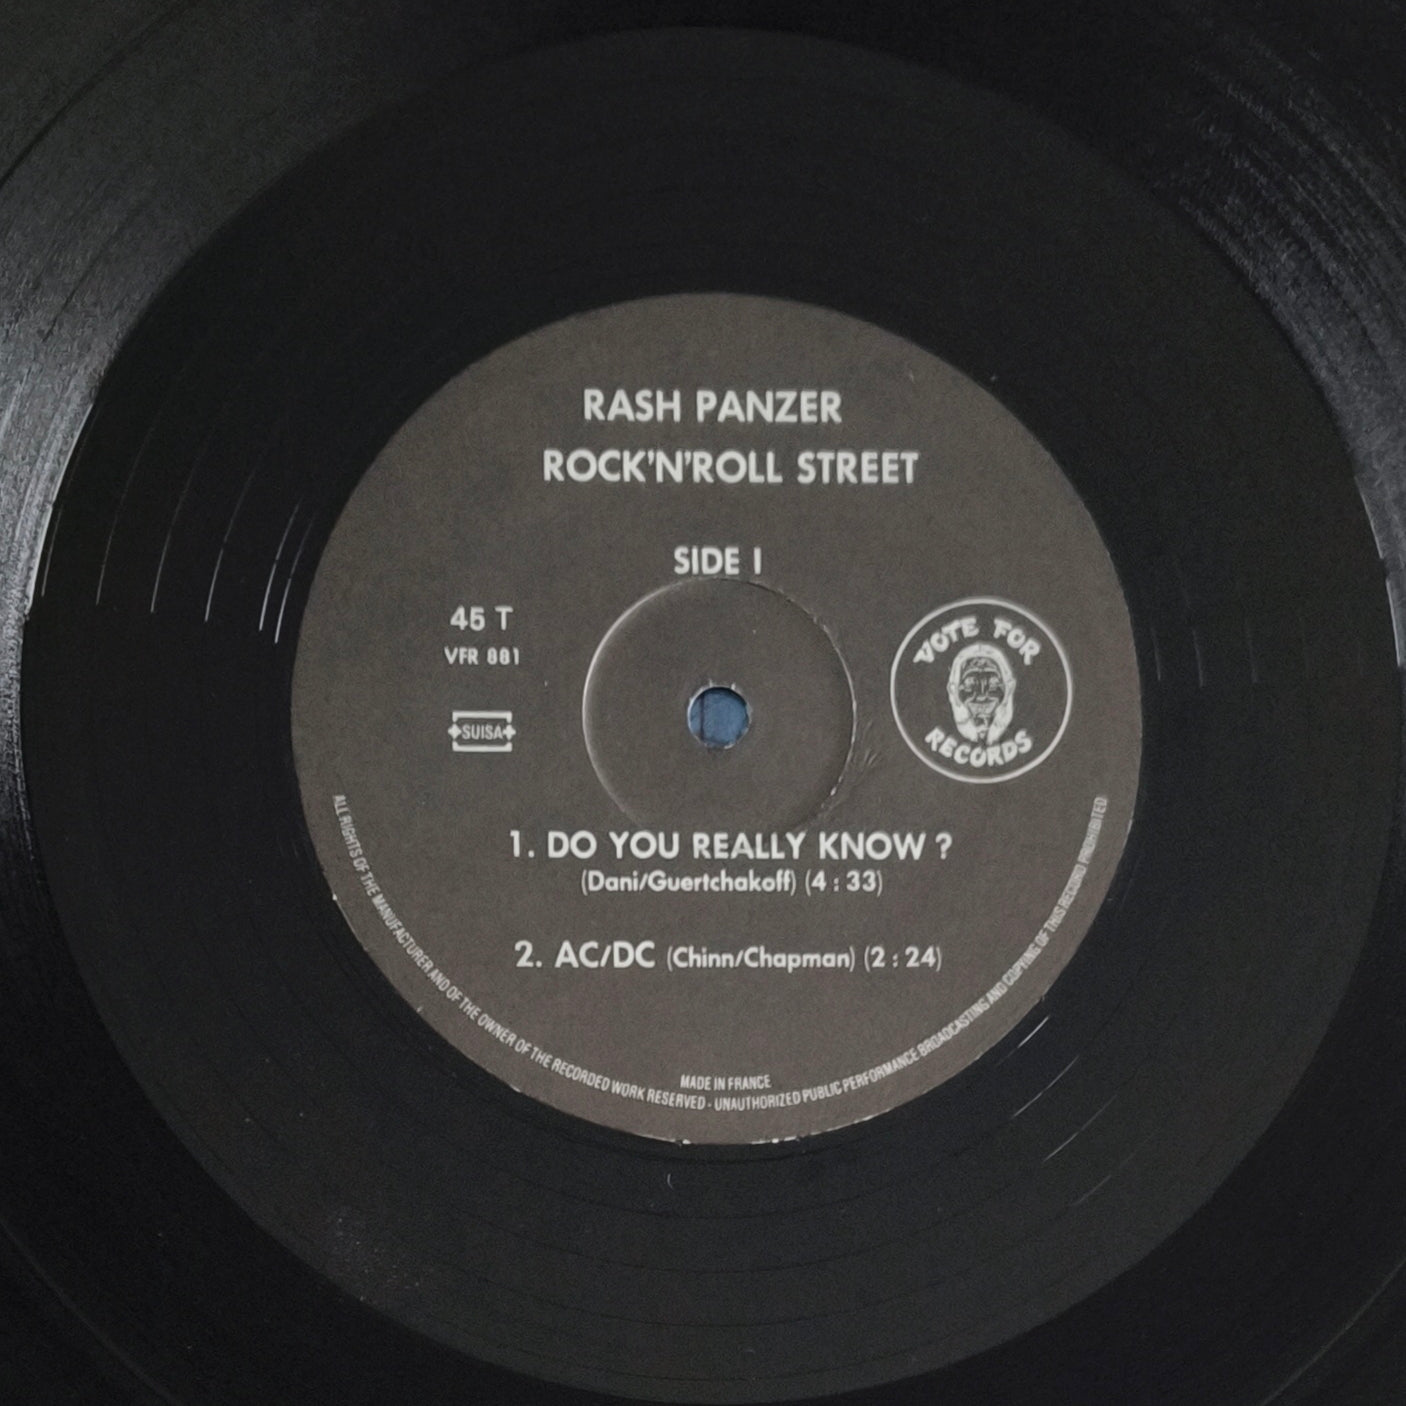 RASH PANZER
ROCK'N'ROLL STREET
SIDE I
45 T
VFR 881
SUISA
VOTE FOR
RECORDS
1. DO YOU REALLY KNOW ?
(Dani/Guertchakoff) (4 : 33)
2. AC/DC (Chinn/Chapman) (2 : 24)
MADE IN FRANCE
ALL RIGHTS OF THE MANUFACTURER AND OF THE OWNER OF THE RECORDED WORK RESERVED - UNAUTHORIZED PUBLIC PERFORMANCE BROADCASTING AND COPYING OF THIS RECORD PROHIBITED